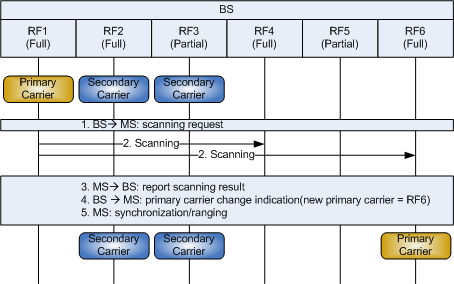 BS
RF1 RF2 RF3 RF4 RF5 RF6
(Full) (Full) (Partial) (Full) (Partial) (Full)
Primary Secondary Secondary
Carrier Carrier Carrier
1. BS→ MS: scanning request
2. Scanning
2. Scanning
3. MS→ BS: report scanning result
4. BS → MS: primary carrier change indication(new primary carrier = RF6)
5. MS: synchronization/ranging
Secondary Secondary Primary
Carrier Carrier Carrier